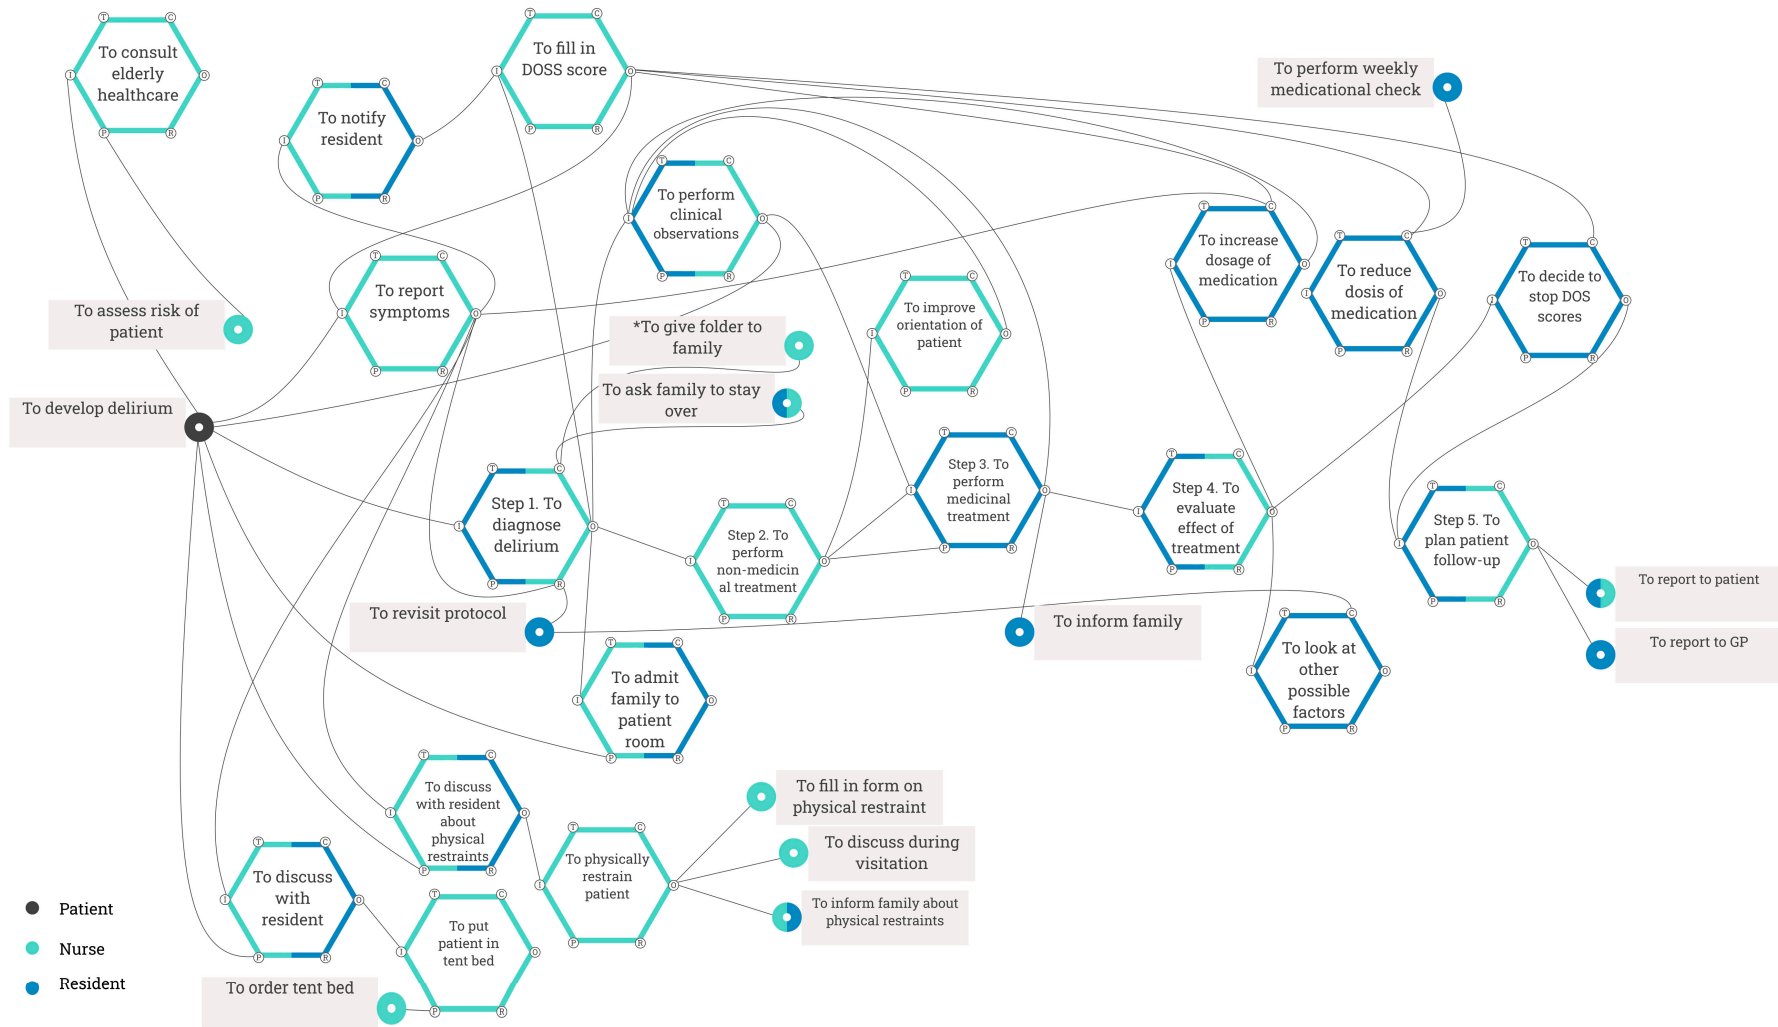 To consult
elderly
healthcare
To notify
resident
To fill in
DOSS score
To perform weekly
medicational check
To perform
clinical
observations
To increase
dosage of
medication
To reduce
dosis of
medication
To decide to
stop DOS
scores
To report
symptoms
To improve
orientation of
patient
To assess risk of
patient
*To give folder to
family
To ask family to stay
over
To develop delirium
Step 1. To
diagnose
delirium
Step 2. To
perform
non-medicin
al treatment
Step 3. To
perform
medicinal
treatment
Step 4. To
evaluate
effect of
treatment
Step 5. To
plan patient
follow-up
To report to patient
To report to GP
To revisit protocol
To inform family
To look at
other
possible
factors
To admit
family to
patient
room
To discuss
with resident
about
physical
restraints
To physically
restrain
patient
To fill in form on
physical restraint
To discuss during
visitation
To inform family about
physical restraints
To discuss
with
resident
To put
patient in
tent bed
To order tent bed
Patient
Nurse
Resident